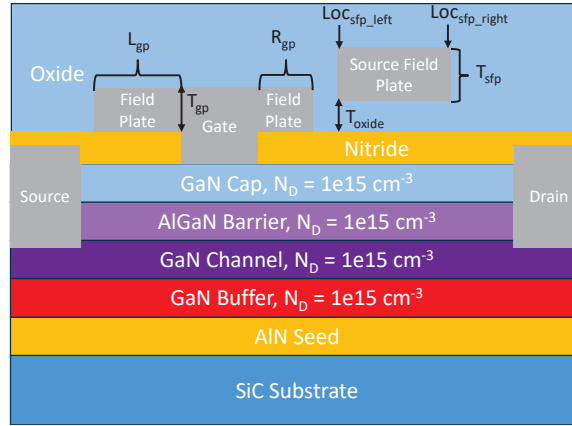 Loc_sfp_left
Loc_sfp_right
L_gp
R_gp
Oxide
Source Field
Plate
T_sfp
Field
Plate
T_gp
Gate
Field
Plate
T_oxide
Nitride
Source
GaN Cap, N_D = 1e15 cm⁻³
AlGaN Barrier, N_D = 1e15 cm⁻³
Drain
GaN Channel, N_D = 1e15 cm⁻³
GaN Buffer, N_D = 1e15 cm⁻³
AlN Seed
SiC Substrate